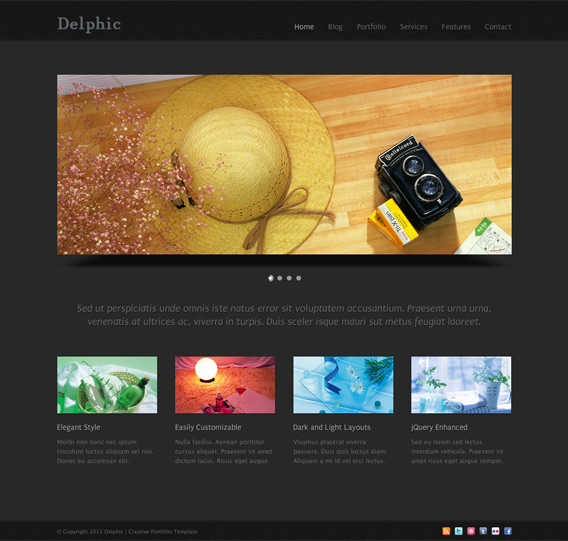 Delphic
Home Blog Portfolio Services Features Contact
Rolleicord
Tri-X pan
Sed ut perspiciatis unde omnis iste natus error sit voluptatem accusantium. Praesent urna urna,
venenatis at ultrices ac, viverra in turpis. Duis sceler isque mauri sut metus feugiat laoreet.
Elegant Style
Morbi non nunc nec ipsum
tincidunt luctus aliquam vel nisi.
Donec eu accumsan elit.
Easily Customizable
Nulla facilisi. Aenean porttitor
cursus aliquet. Praesent sit amet
dictum lacus. Risus eget augue.
Dark and Light Layouts
Vivamus placerat viverra
posuere. Duis quis luctus diam.
Aliquam a mi id vel orci lectus.
jQuery Enhanced
Sed eu lorem sed lectus
interdum vehicula. Praesent sit
amet risus eget augue semper.
© Copyright 2011 Delphic | Creative Portfolio Template